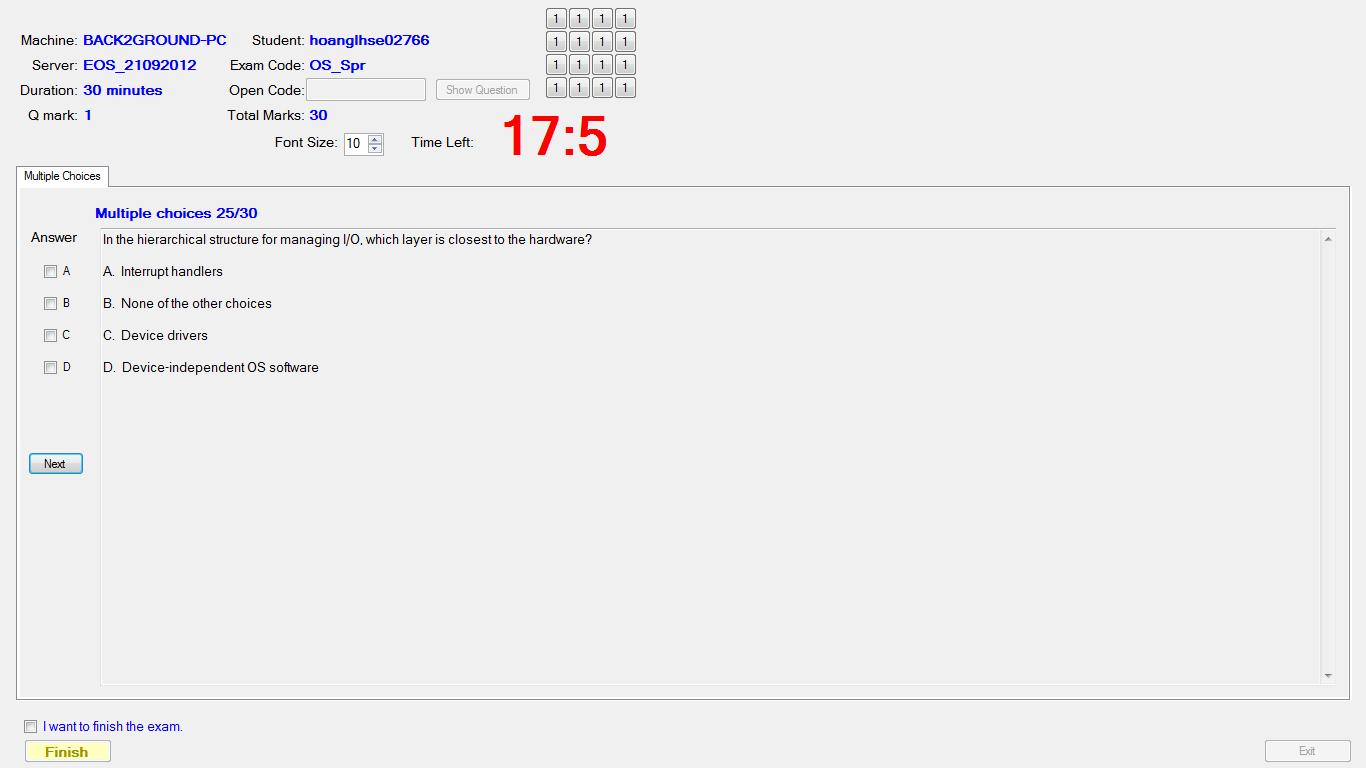 Machine: BACK2GROUND-PC Student: hoanglhse02766
Server: EOS_21092012 Exam Code: OS_Spr
Duration: 30 minutes Open Code: Show Question
Q mark: 1 Total Marks: 30
1 1 1 1
1 1 1 1
1 1 1 1
1 1 1 1
Font Size: 10 Time Left: 17:5
Multiple Choices
Multiple choices 25/30
Answer
In the hierarchical structure for managing I/O, which layer is closest to the hardware?
A A. Interrupt handlers
B B. None of the other choices
C C. Device drivers
D D. Device-independent OS software
Next
I want to finish the exam.
Finish Exit